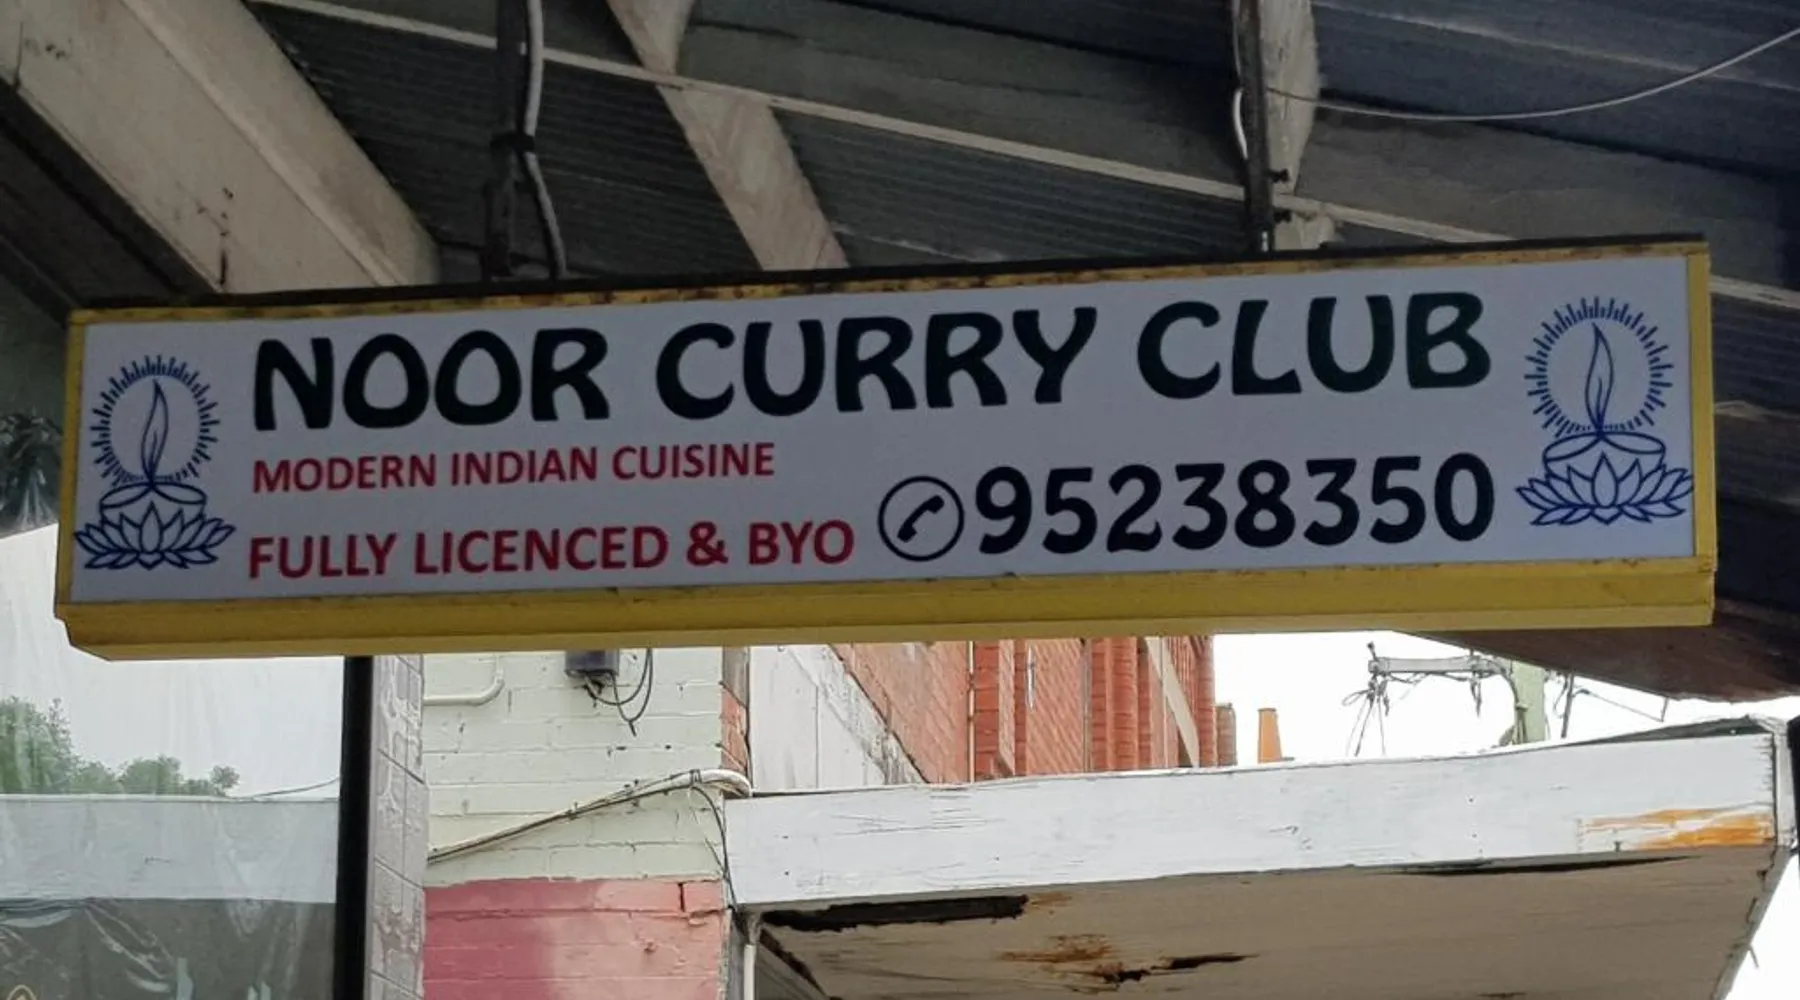 NOOR CURRY CLUB
MODERN INDIAN CUISINE
FULLY LICENCED & BYO
95238350